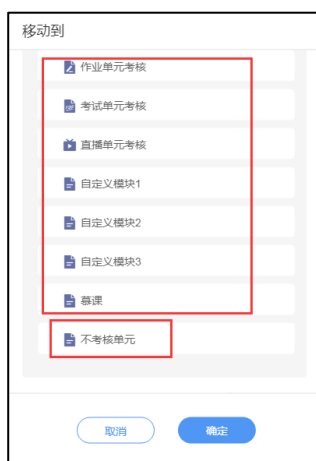 移动到
作业单元考核
考试单元考核
直播单元考核
自定义模块1
自定义模块2
自定义模块3
慕课
不考核单元
取消 确定